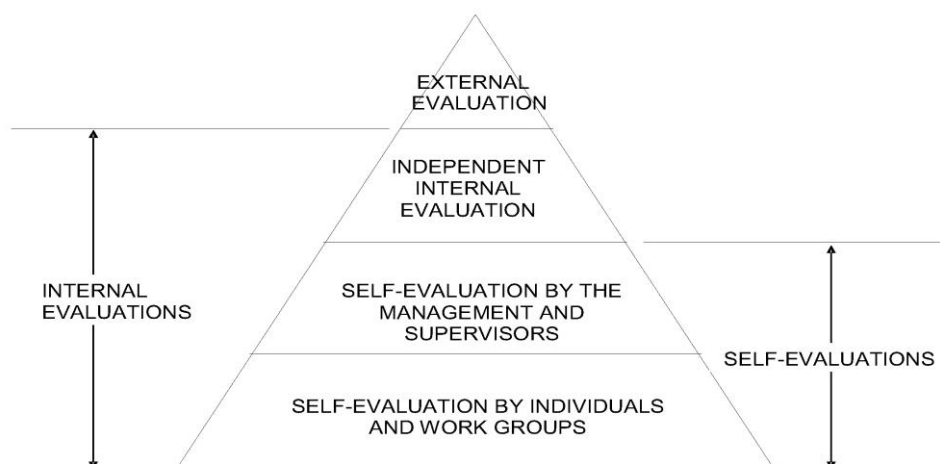 EXTERNAL
EVALUATION
INDEPENDENT
INTERNAL
EVALUATION
INTERNAL
EVALUATIONS
SELF-EVALUATION BY THE
MANAGEMENT AND
SUPERVISORS
SELF-EVALUATIONS
SELF-EVALUATION BY INDIVIDUALS
AND WORK GROUPS